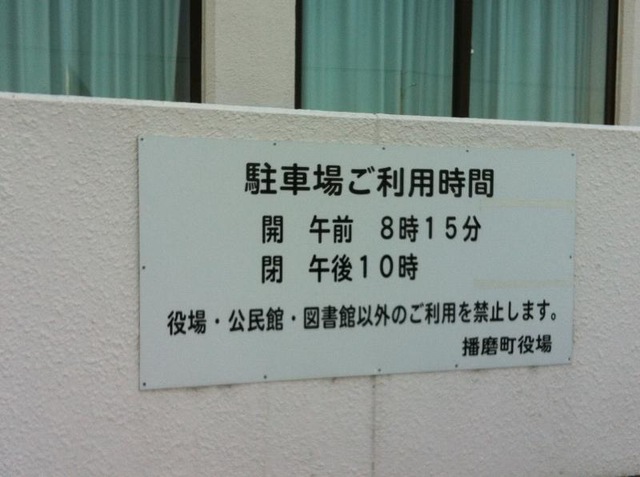 駐車場ご利用時間
開　午前　８時１５分
閉　午後１０時
役場・公民館・図書館以外のご利用を禁止します。
播磨町役場